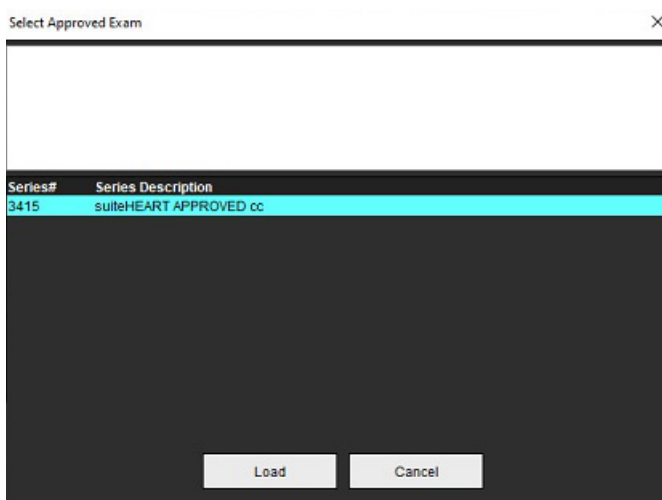 Select Approved Exam
Series# Series Description
3415 suiteHEART APPROVED cc
Load Cancel